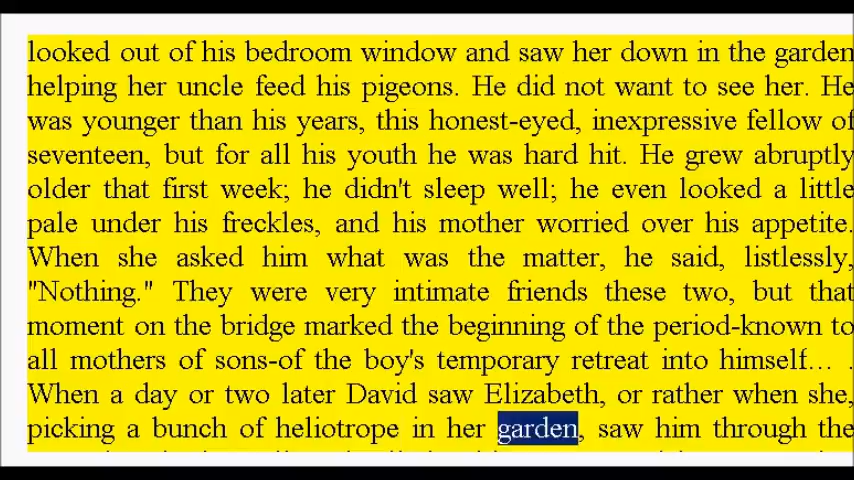 looked out of his bedroom window and saw her down in the garden
helping her uncle feed his pigeons. He did not want to see her. He
was younger than his years, this honest-eyed, inexpressive fellow of
seventeen, but for all his youth he was hard hit. He grew abruptly
older that first week; he didn't sleep well; he even looked a little
pale under his freckles, and his mother worried over his appetite.
When she asked him what was the matter, he said, listlessly,
"Nothing." They were very intimate friends these two, but that
moment on the bridge marked the beginning of the period-known to
all mothers of sons-of the boy's temporary retreat into himself... .
When a day or two later David saw Elizabeth, or rather when she,
picking a bunch of heliotrope in her garden, saw him through the